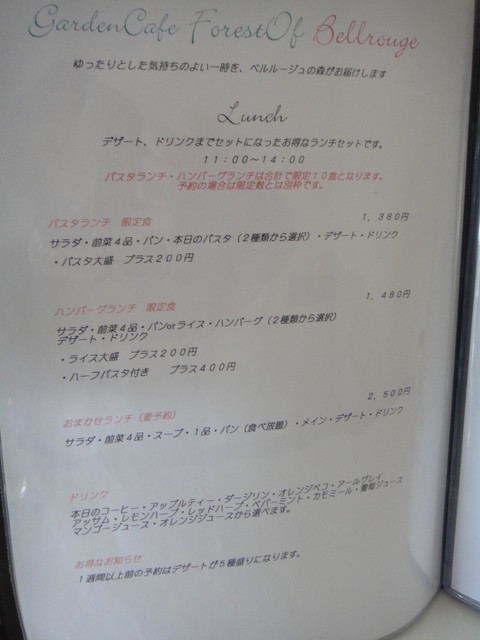 GardenCafe ForestOf Bellrouge
ゆったりとした気持ちのよい一時を、ベルルージュの森がお届けします
Lunch
デザート、ドリンクまでセットになったお得なランチセットです。
11：00～14：00
パスタランチ・ハンバーグランチは合計で限定10食となります。
予約の場合は限定数とは別枠です。
パスタランチ 限定食 1,380円
サラダ・前菜4品・パン・本日のパスタ（2種類から選択）・デザート・ドリンク
・パスタ大盛 プラス200円
ハンバーグランチ 限定食 1,480円
サラダ・前菜4品・パンorライス・ハンバーグ（2種類から選択）
デザート・ドリンク
・ライス大盛 プラス200円
・ハーフパスタ付き プラス400円
おまかせランチ（要予約） 2,500円
サラダ・前菜4品・スープ・1品・パン（食べ放題）・メイン・デザート・ドリンク
ドリンク
本日のコーヒー・アップルティー・ダージリン・オレンジペコ・アールグレイ
アッサム・レモンハーブ・レッドハーブ・ペパーミント・カモミール・葡萄ジュース
マンゴージュース・オレンジジュースから選べます。
お得なお知らせ
1週間以上前の予約はデザートが5種盛りになります。